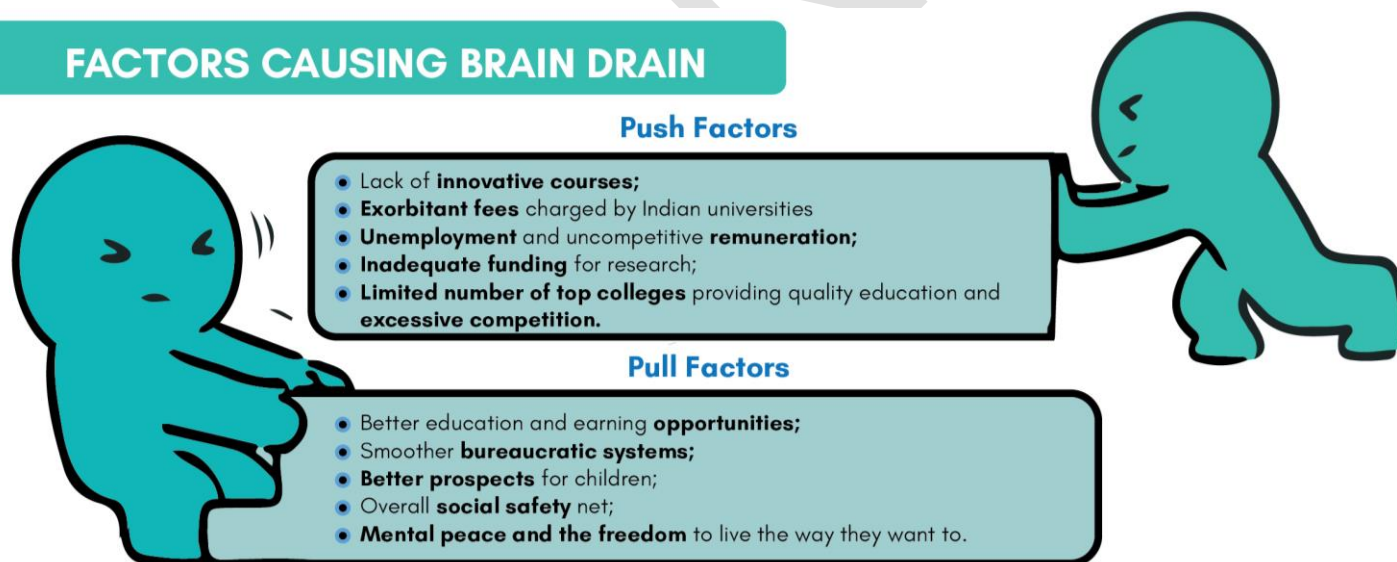 FACTORS CAUSING BRAIN DRAIN
Push Factors
Lack of innovative courses;
Exorbitant fees charged by Indian universities
Unemployment and uncompetitive remuneration;
Inadequate funding for research;
Limited number of top colleges providing quality education and
excessive competition.
Pull Factors
Better education and earning opportunities;
Smoother bureaucratic systems;
Better prospects for children;
Overall social safety net;
Mental peace and the freedom to live the way they want to.